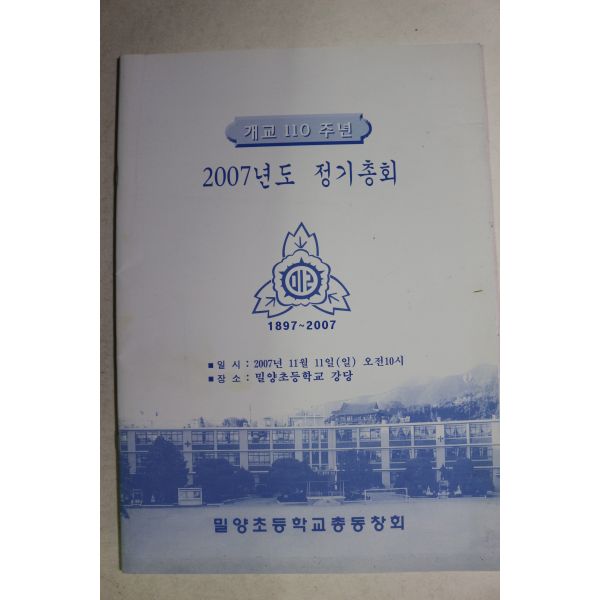 개교 110 주년
2007년도 정기총회
1897~2007
■ 일 시 : 2007년 11월 11일(일) 오전10시
■ 장 소 : 밀양초등학교 강당
밀양초등학교총동창회